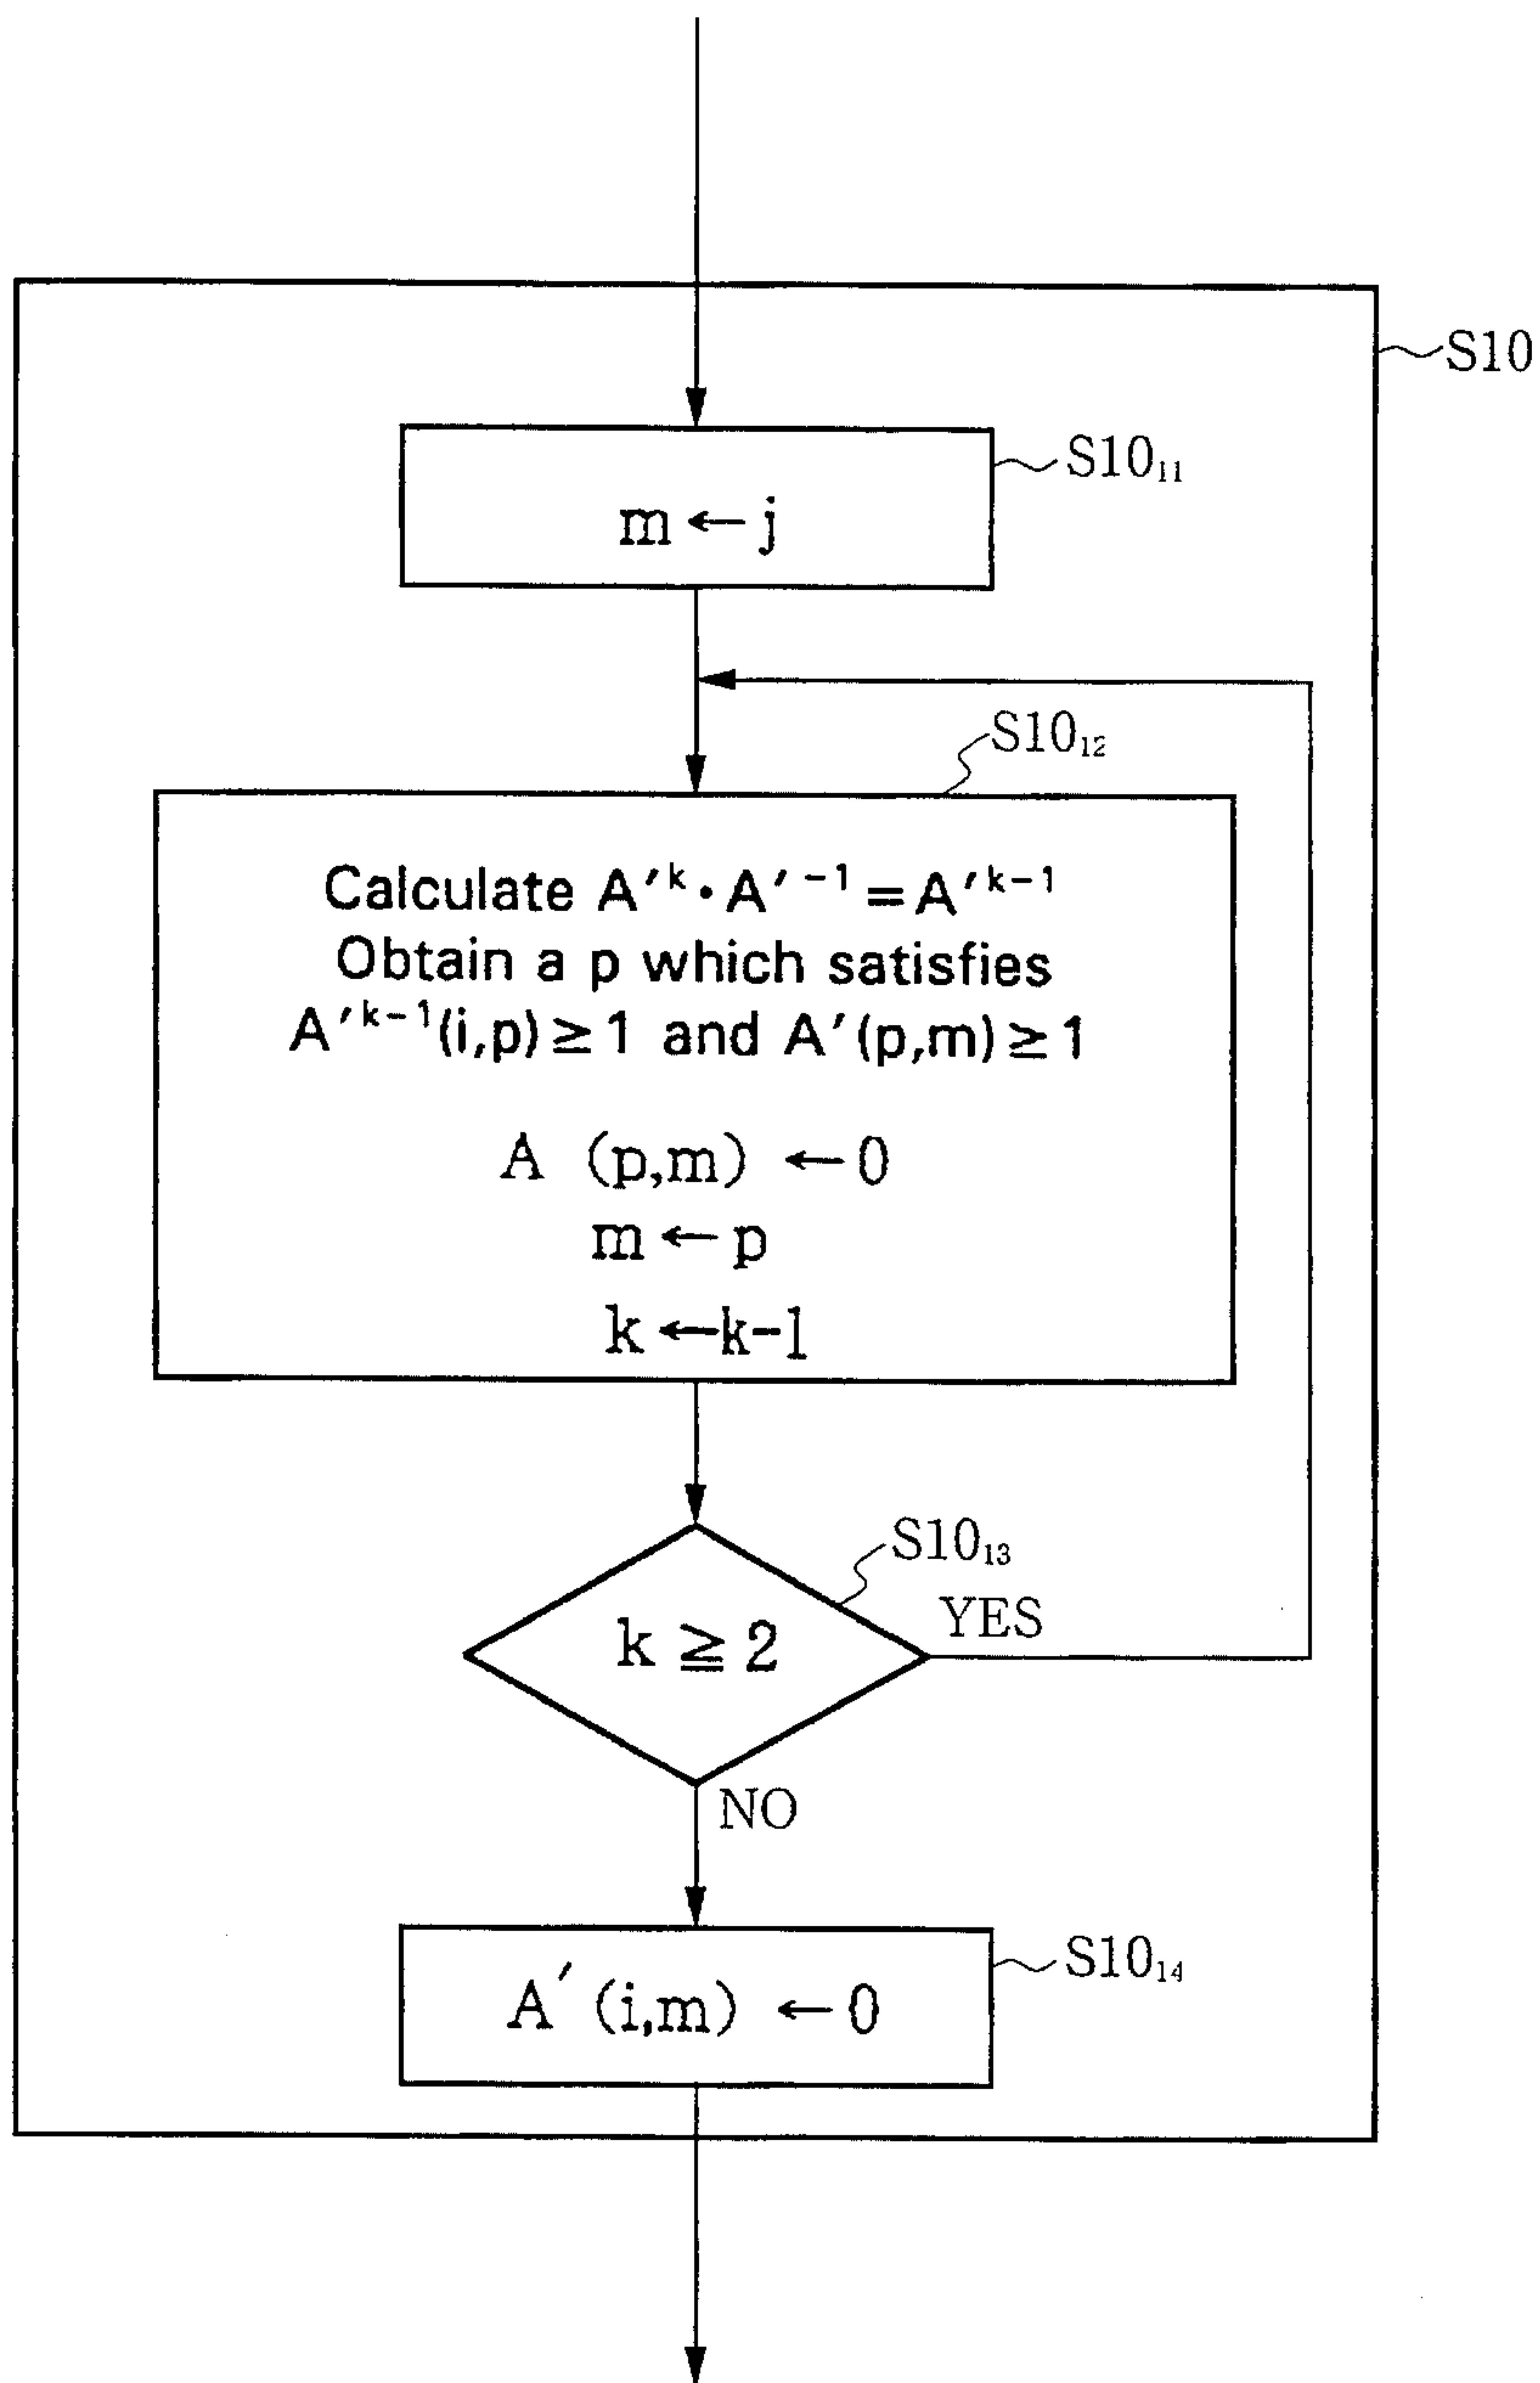 S10
S10₁₁
m ← j
S10₁₂
Calculate A′ᵏ · A′⁻¹ = A′ᵏ⁻¹
Obtain a p which satisfies
A′ᵏ⁻¹(i,p) ≧ 1 and A′(p,m) ≧ 1
A (p,m) ← 0
m ← p
k ← k-1
S10₁₃
YES
k ≧ 2
NO
S10₁₄
A′ (i,m) ← 0